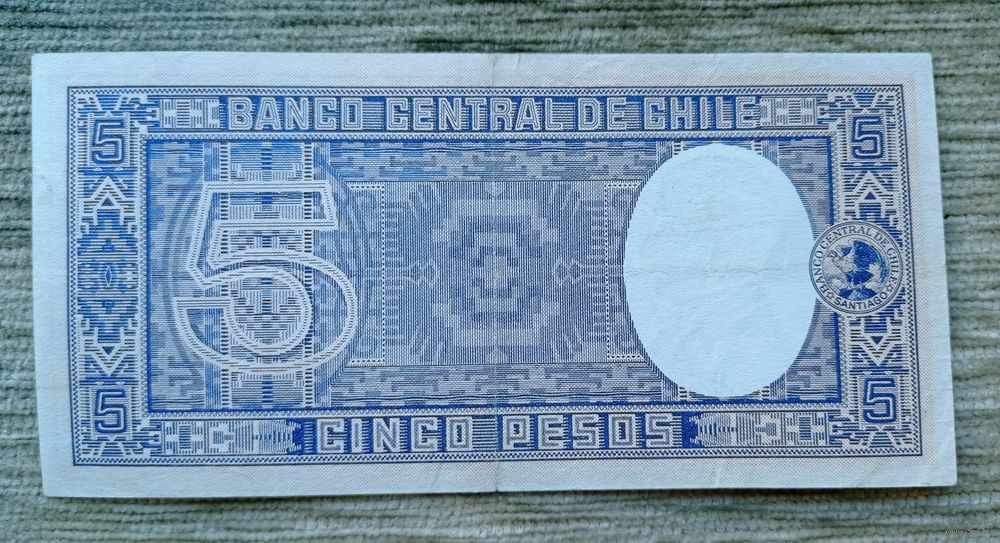 BANCO CENTRAL DE CHILE
5 5
5
BANCO CENTRAL DE CHILE
SANTIAGO
5 5
CINCO PESOS